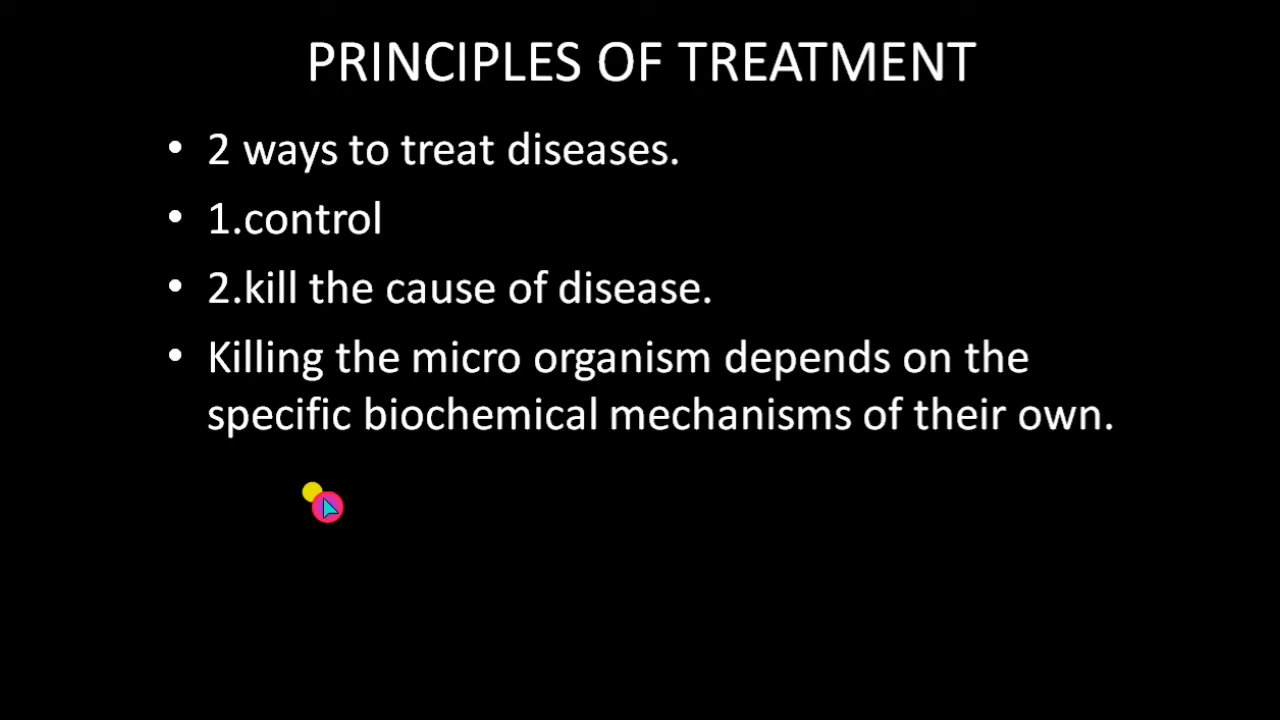 PRINCIPLES OF TREATMENT
• 2 ways to treat diseases.
• 1.control
• 2.kill the cause of disease.
• Killing the micro organism depends on the
specific biochemical mechanisms of their own.